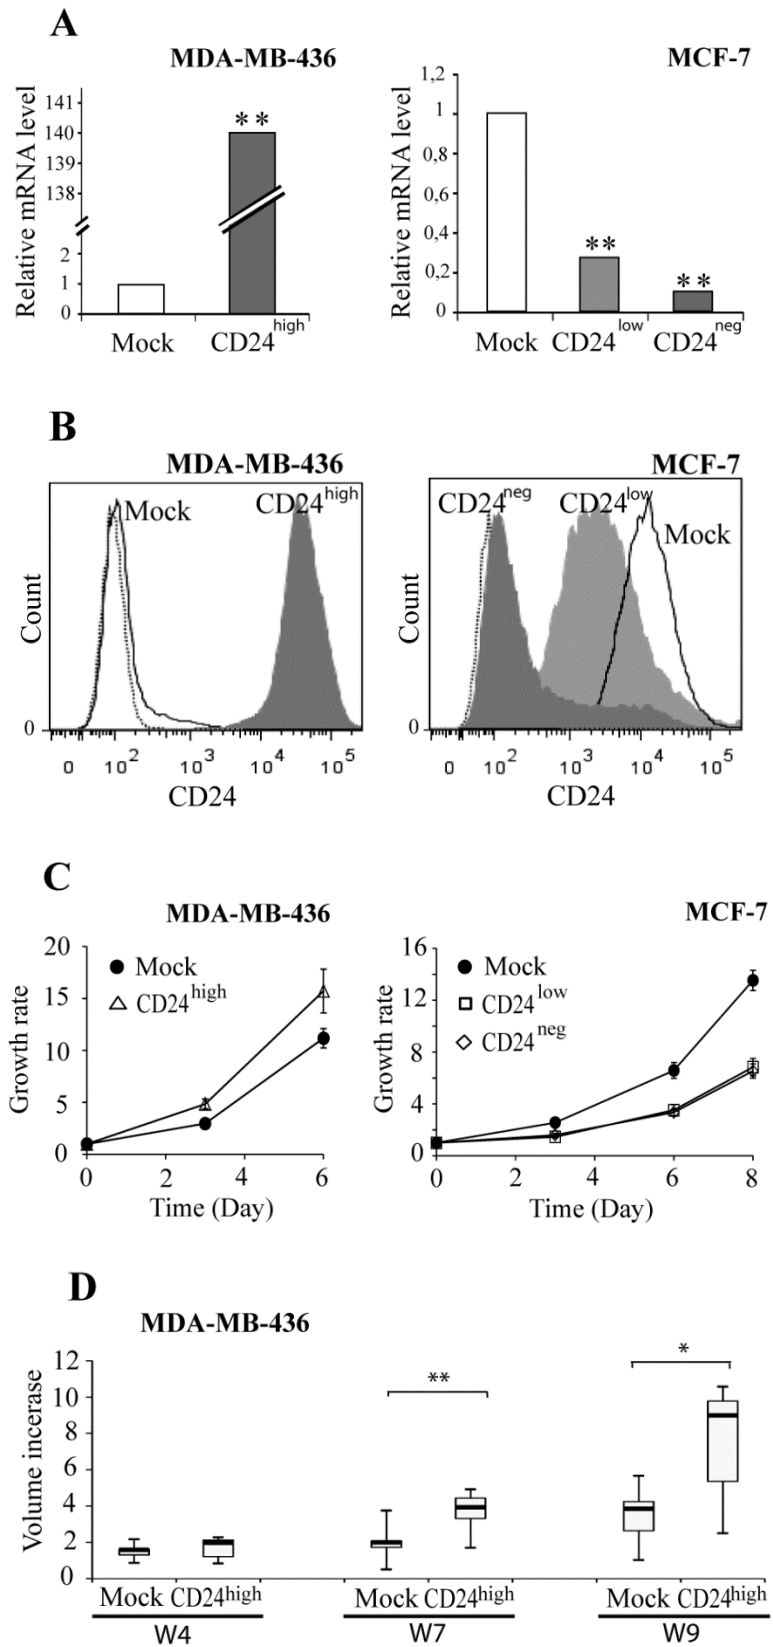 A
MDA-MB-436
MCF-7
Relative mRNA level
141
140
139
138
2
1
0
**
Mock
CD24high
Relative mRNA level
1,2
1
0,8
0,6
0,4
0,2
0
**
**
Mock
CD24low
CD24neg
B
MDA-MB-436
MCF-7
Mock
CD24high
Count
0
0 10² 10³ 10⁴ 10⁵
CD24
CD24neg
CD24low
Mock
Count
0
0 10² 10³ 10⁴ 10⁵
CD24
C
MDA-MB-436
MCF-7
Growth rate
20
15
10
5
0
Mock
CD24high
0 2 4 6
Time (Day)
Growth rate
16
12
8
4
0
Mock
CD24low
CD24neg
0 2 4 6 8
Time (Day)
D
MDA-MB-436
Volume incerase
12
10
8
6
4
2
0
**
*
Mock CD24high
Mock CD24high
Mock CD24high
W4
W7
W9